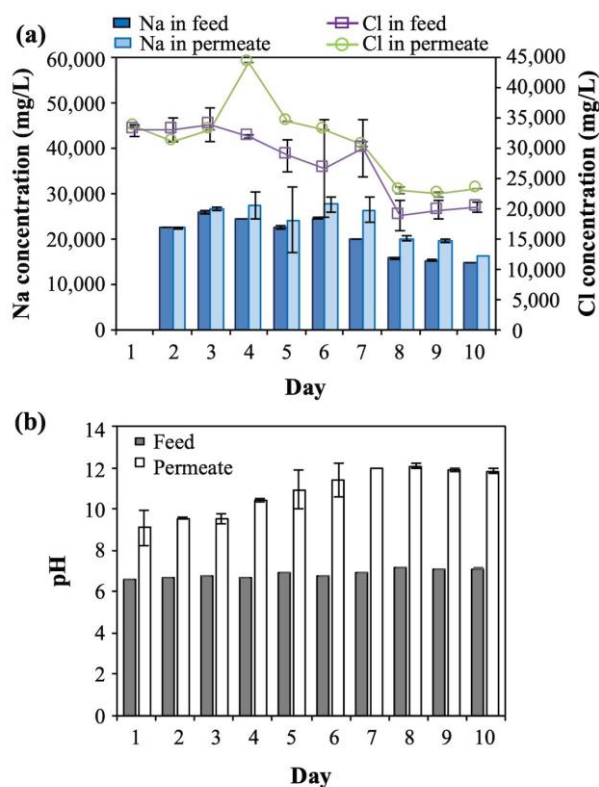 (a)
Na in feed
Cl in feed
Na in permeate
Cl in permeate
Na concentration (mg/L)
60,000
50,000
40,000
30,000
20,000
10,000
0
45,000
40,000
35,000
30,000
25,000
20,000
15,000
10,000
5,000
0
Cl concentration (mg/L)
1 2 3 4 5 6 7 8 9 10
Day
(b)
Feed
Permeate
pH
14
12
10
8
6
4
2
0
1 2 3 4 5 6 7 8 9 10
Day